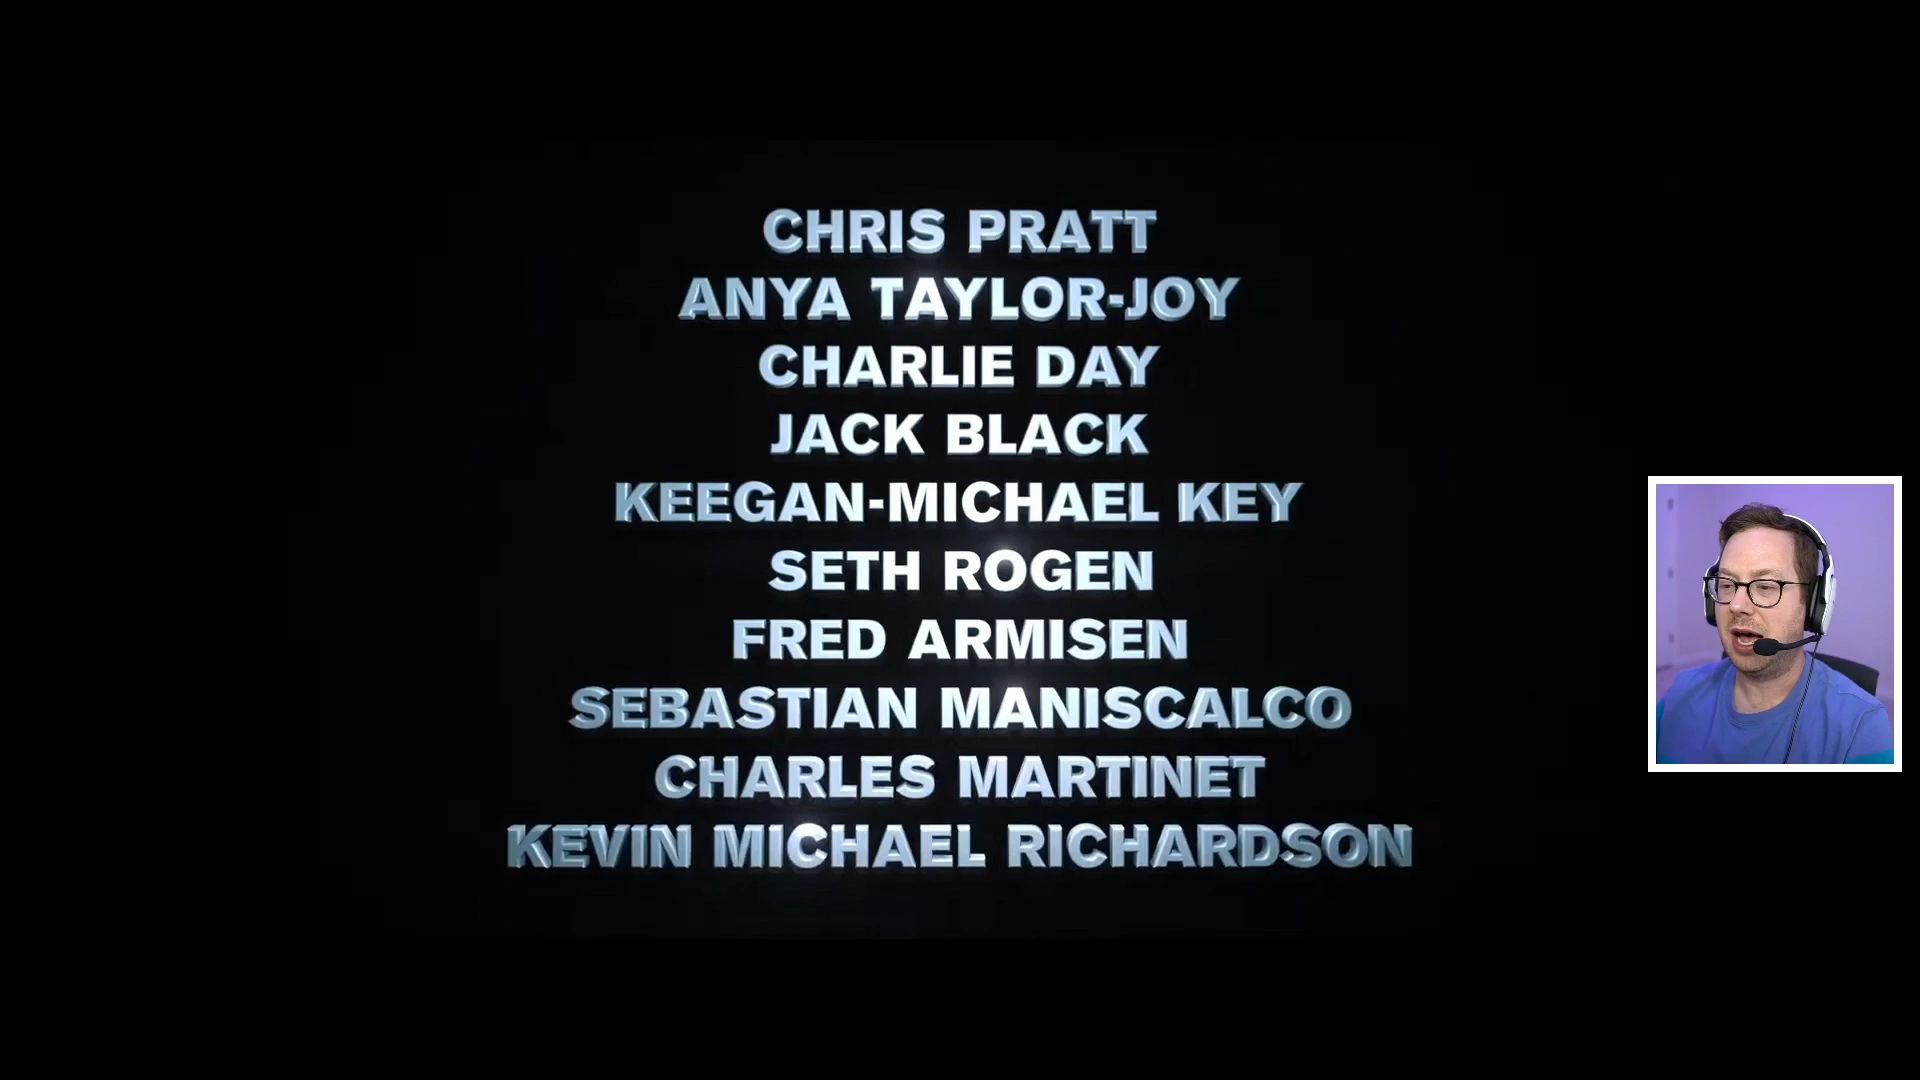 CHRIS PRATT
ANYA TAYLOR-JOY
CHARLIE DAY
JACK BLACK
KEEGAN-MICHAEL KEY
SETH ROGEN
FRED ARMISEN
SEBASTIAN MANISCALCO
CHARLES MARTINET
KEVIN MICHAEL RICHARDSON